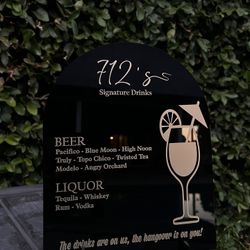 712's
Signature Drinks
BEER
Pacifico - Blue Moon - High Noon
Truly - Topo Chico - Twisted Tea
Modelo - Angry Orchard
LIQUOR
Tequila - Whiskey
Rum - Vodka
The drinks are on us, the hangover is on you!